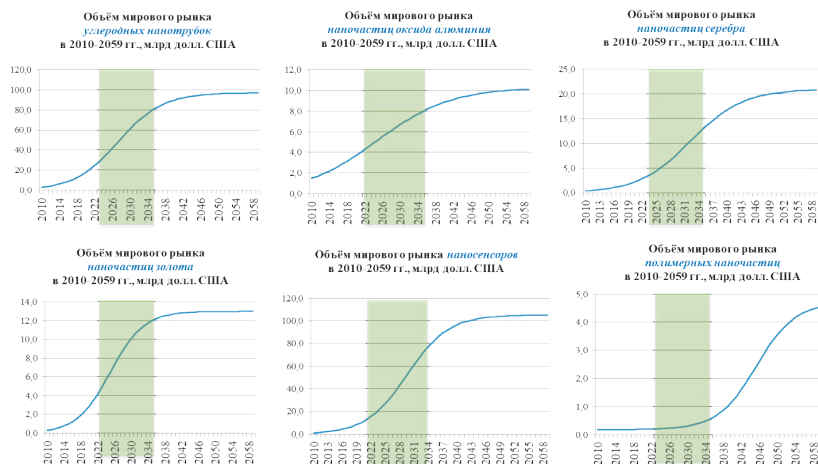 Объём мирового рынка
углеродных нанотрубок
в 2010-2059 гг., млрд долл. США
120,0
100,0
80,0
60,0
40,0
20,0
0,0
2010 2014 2018 2022 2026 2030 2034 2038 2042 2046 2050 2054 2058
Объём мирового рынка
наночастиц оксида алюминия
в 2010-2059 гг., млрд долл. США
12,0
10,0
8,0
6,0
4,0
2,0
0,0
2010 2014 2018 2022 2026 2030 2034 2038 2042 2046 2050 2054 2058
Объём мирового рынка
наночастиц серебра
в 2010-2059 гг., млрд долл. США
25,0
20,0
15,0
10,0
5,0
0,0
2010 2013 2016 2019 2022 2025 2028 2031 2034 2037 2040 2043 2046 2049 2052 2055 2058
Объём мирового рынка
наночастиц золота
в 2010-2059 гг., млрд долл. США
14,0
12,0
10,0
8,0
6,0
4,0
2,0
0,0
2010 2014 2018 2022 2026 2030 2034 2038 2042 2046 2050 2054 2058
Объём мирового рынка наносенсоров
в 2010-2059 гг., млрд долл. США
120,0
100,0
80,0
60,0
40,0
20,0
0,0
2010 2013 2016 2019 2022 2025 2028 2031 2034 2037 2040 2043 2046 2049 2052 2055 2058
Объём мирового рынка
полимерных наночастиц
в 2010-2059 гг., млрд долл. США
5,0
4,0
3,0
2,0
1,0
0,0
2010 2014 2018 2022 2026 2030 2034 2038 2042 2046 2050 2054 2058